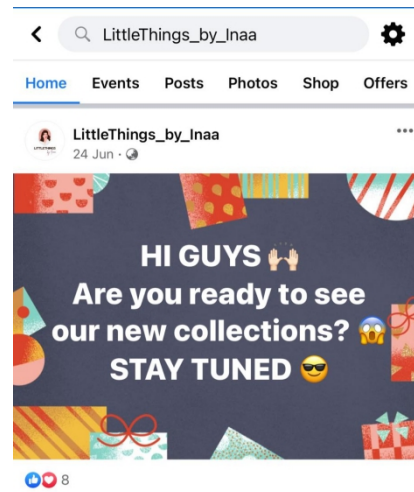 LittleThings_by_Inaa
Home Events Posts Photos Shop Offers
LittleThings_by_Inaa
24 Jun ·
HI GUYS 🙌🏻
Are you ready to see
our new collections? 😱
STAY TUNED 😎
8